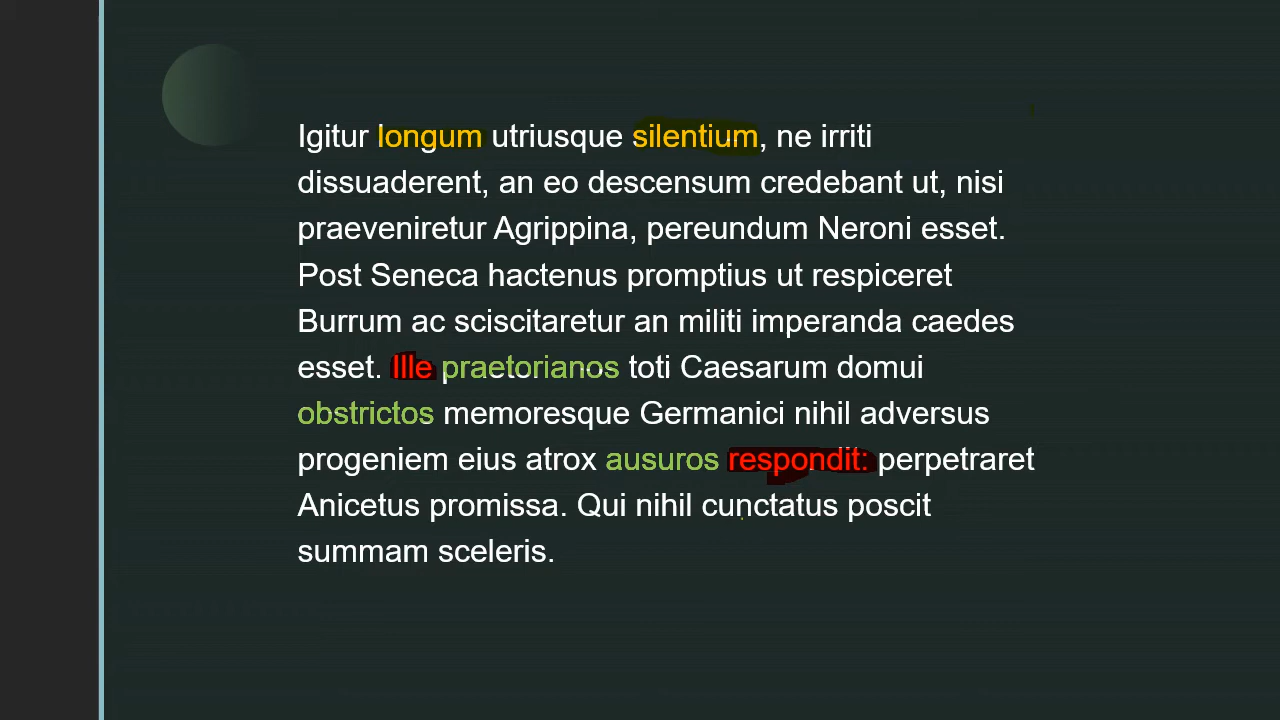 Igitur longum utriusque silentium, ne irriti
dissuaderent, an eo descensum credebant ut, nisi
praeveniretur Agrippina, pereundum Neroni esset.
Post Seneca hactenus promptius ut respiceret
Burrum ac sciscitaretur an militi imperanda caedes
esset. Ille praetorianos toti Caesarum domui
obstrictos memoresque Germanici nihil adversus
progeniem eius atrox ausuros respondit: perpetraret
Anicetus promissa. Qui nihil cunctatus poscit
summam sceleris.